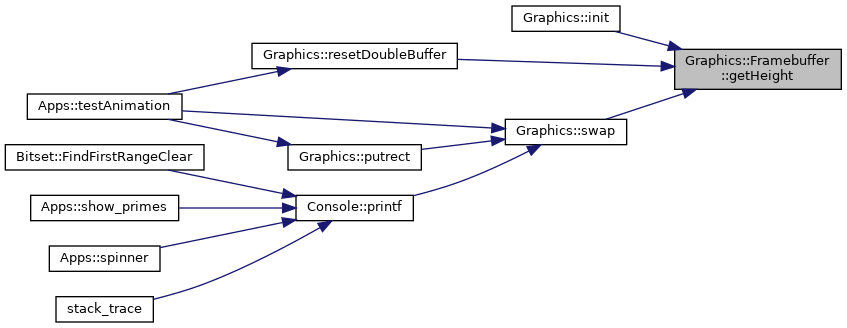 Graphics::init
Graphics::resetDoubleBuffer
Graphics::Framebuffer
::getHeight
Apps::testAnimation
Graphics::swap
Bitset::FindFirstRangeClear
Graphics::putrect
Apps::show_primes
Console::printf
Apps::spinner
stack_trace